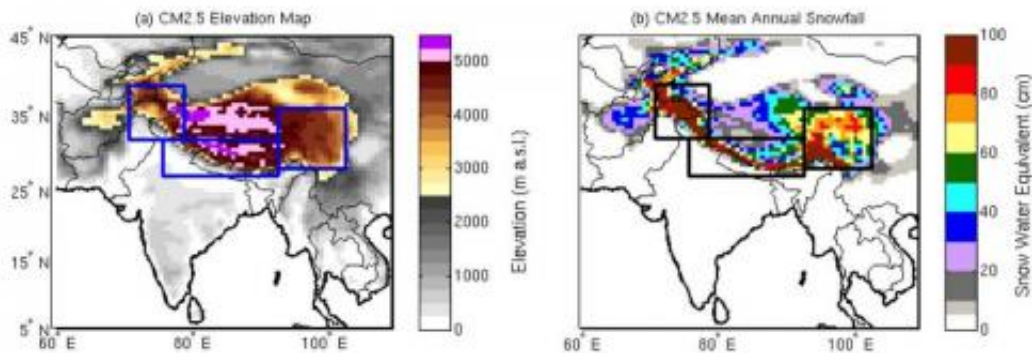 (a) CM2.5 Elevation Map
45° N
35° N
25° N
15° N
5° N
60° E
80° E
100° E
5000
4000
3000
2000
1000
0
Elevation (m a.s.l.)
(b) CM2.5 Mean Annual Snowfall
60° E
80° E
100° E
100
80
60
40
20
0
Snow Water Equivalent (cm)